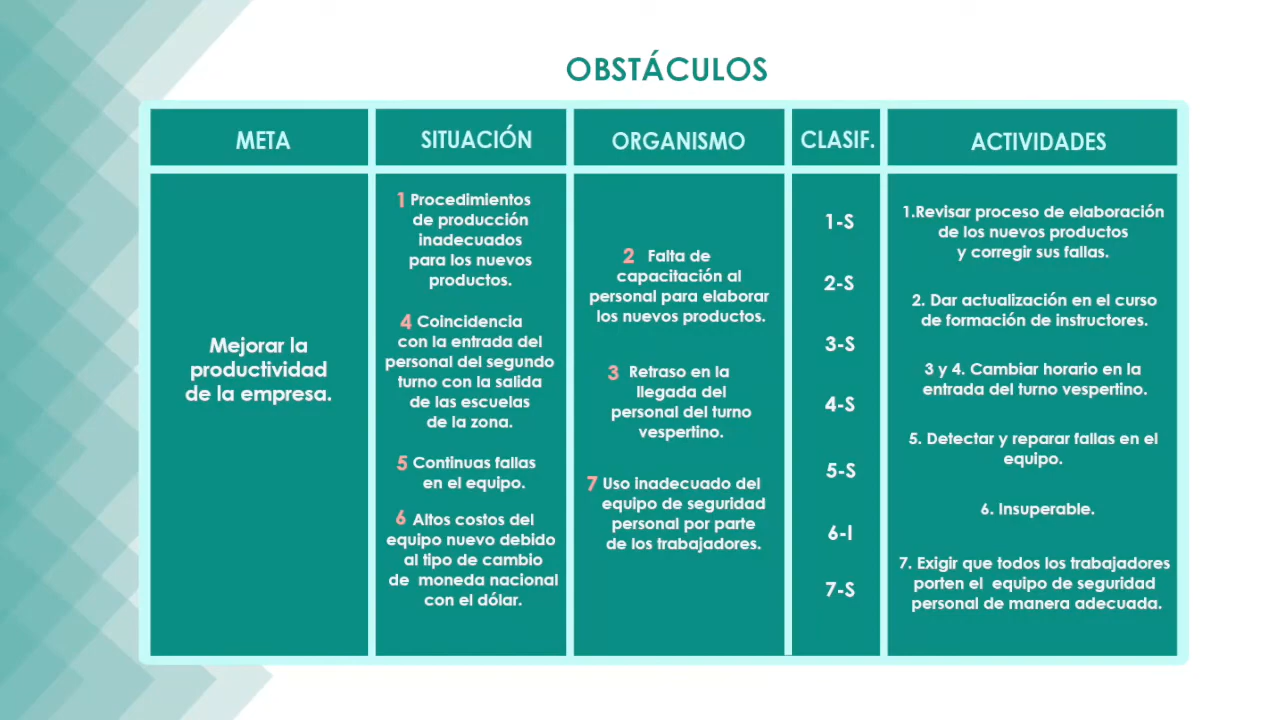 OBSTÁCULOS
META
SITUACIÓN
ORGANISMO
CLASIF.
ACTIVIDADES
Mejorar la
productividad
de la empresa.
1 Procedimientos
de producción
inadecuados
para los nuevos
productos.
4 Coincidencia
con la entrada del
personal del segundo
turno con la salida
de las escuelas
de la zona.
5 Continuas fallas
en el equipo.
6 Altos costos del
equipo nuevo debido
al tipo de cambio
de moneda nacional
con el dólar.
2 Falta de
capacitación al
personal para elaborar
los nuevos productos.
3 Retraso en la
llegada del
personal del turno
vespertino.
7 Uso inadecuado del
equipo de seguridad
personal por parte
de los trabajadores.
1-S
2-S
3-S
4-S
5-S
6-I
7-S
1.Revisar proceso de elaboración
de los nuevos productos
y corregir sus fallas.
2. Dar actualización en el curso
de formación de instructores.
3 y 4. Cambiar horario en la
entrada del turno vespertino.
5. Detectar y reparar fallas en el
equipo.
6. Insuperable.
7. Exigir que todos los trabajadores
porten el equipo de seguridad
personal de manera adecuada.